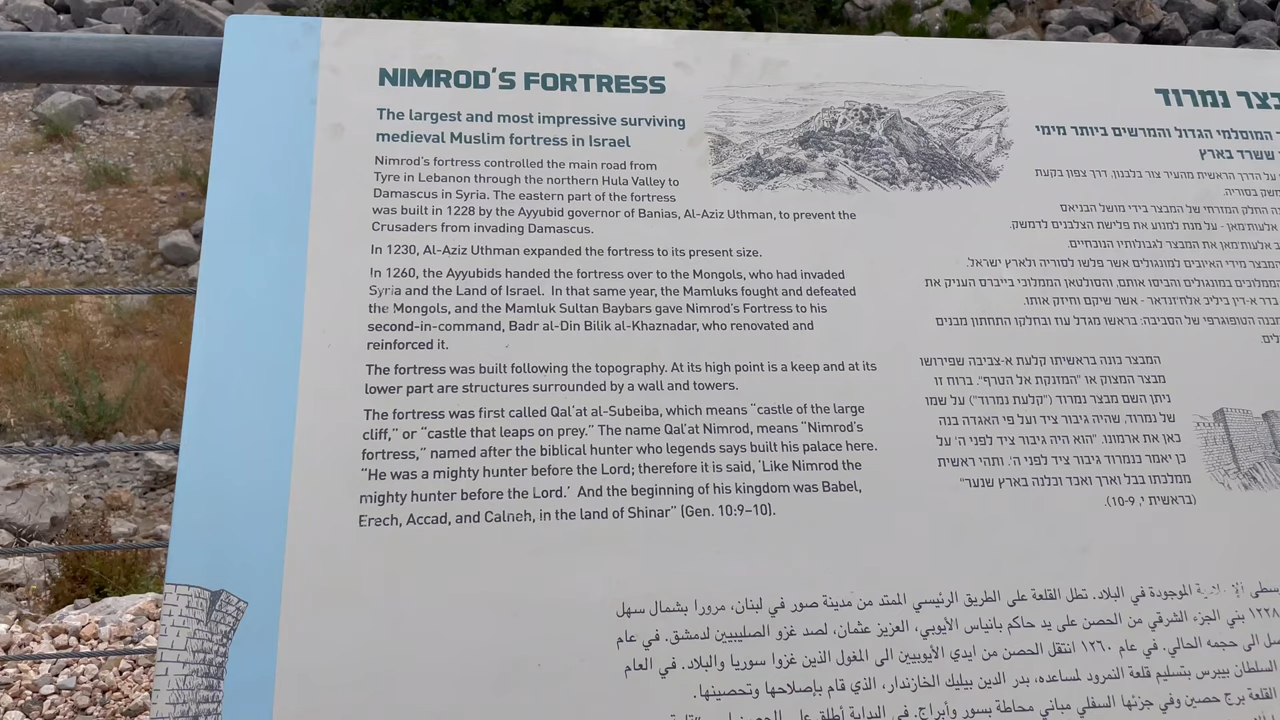 NIMROD'S FORTRESS
The largest and most impressive surviving
medieval Muslim fortress in Israel
Nimrod's fortress controlled the main road from
Tyre in Lebanon through the northern Hula Valley to
Damascus in Syria. The eastern part of the fortress
was built in 1228 by the Ayyubid governor of Banias, Al-Aziz Uthman, to prevent the
Crusaders from invading Damascus.
In 1230, Al-Aziz Uthman expanded the fortress to its present size.
In 1260, the Ayyubids handed the fortress over to the Mongols, who had invaded
Syria and the Land of Israel. In that same year, the Mamluks fought and defeated
the Mongols, and the Mamluk Sultan Baybars gave Nimrod's Fortress to his
second-in-command, Badr al-Din Bilik al-Khaznadar, who renovated and
reinforced it.
The fortress was built following the topography. At its high point is a keep and at its
lower part are structures surrounded by a wall and towers.
The fortress was first called Qal'at al-Subeiba, which means "castle of the large
cliff," or "castle that leaps on prey." The name Qal'at Nimrod, means "Nimrod's
fortress," named after the biblical hunter who legends says built his palace here.
"He was a mighty hunter before the Lord; therefore it is said, 'Like Nimrod the
mighty hunter before the Lord.' And the beginning of his kingdom was Babel,
Erech, Accad, and Calneh, in the land of Shinar" (Gen. 10:9–10).
נמרוד
המוסלמי הגדול והמרשים ביותר מימי
ששרד בארץ
על הדרך הראשית מהעיר צור בלבנון, דרך צפון בקעת
בסוריה.
החלק המזרחי של המבצר בידי מושל הבניאס
אל-עזיז עות'מאן - על מנת למנוע את פלישת הצלבנים לדמשק.
את המבצר לגבולותיו הנוכחיים.
המבצר מידי האיובים למונגולים אשר פלשו לסוריה ולארץ ישראל.
הממלוכים במונגולים והביסו אותם, והסולטאן הממלוכי בייברס העניק את
בדר א-דין ביליכ אלח'זנדאר - אשר שיקם וחיזק אותו.
מבנה הטופוגרפי של הסביבה: בראשו מגדל עוז ובחלקו התחתון מבנים
המבצר כונה בראשיתו קלעת א-צביבה שפירושו
מבצר המצוק או "המזנקת אל הטרף". ברוח זו
ניתן השם מבצר נמרוד ("קלעת נמרוד") על שמו
של נמרוד, שהיה גיבור ציד ועל פי האגדה בנה
כאן את ארמונו. "הוא היה גיבור ציד לפני ה' על
כן יאמר כנמרוד גיבור ציד לפני ה'. ותהי ראשית
ממלכתו בבל וארך ואכד וכלנה בארץ שנער"
(בראשית י', 10-9).
الموجودة في البلاد. تطل القلعة على الطريق الرئيسي الممتد من مدينة صور في لبنان، مرورا بشمال سهل
١٢٢٨ بني الجزء الشرقي من الحصن على يد حاكم بانياس الأيوبي، العزيز عثمان، لصد غزو الصليبيين لدمشق. في عام
الى حجمه الحالي. في عام ١٢٦٠ انتقل الحصن من ايدي الأيوبيين الى المغول الذين غزوا سوريا والبلاد. في العام
السلطان بيبرس بتسليم قلعة النمرود لمساعده، بدر الدين بيليك الخازندار، الذي قام بإصلاحها وتحصينها.
القلعة برج حصين وفي جزئها السفلي مباني محاطة بسور وأبراج. في البداية أطلق على الحصن